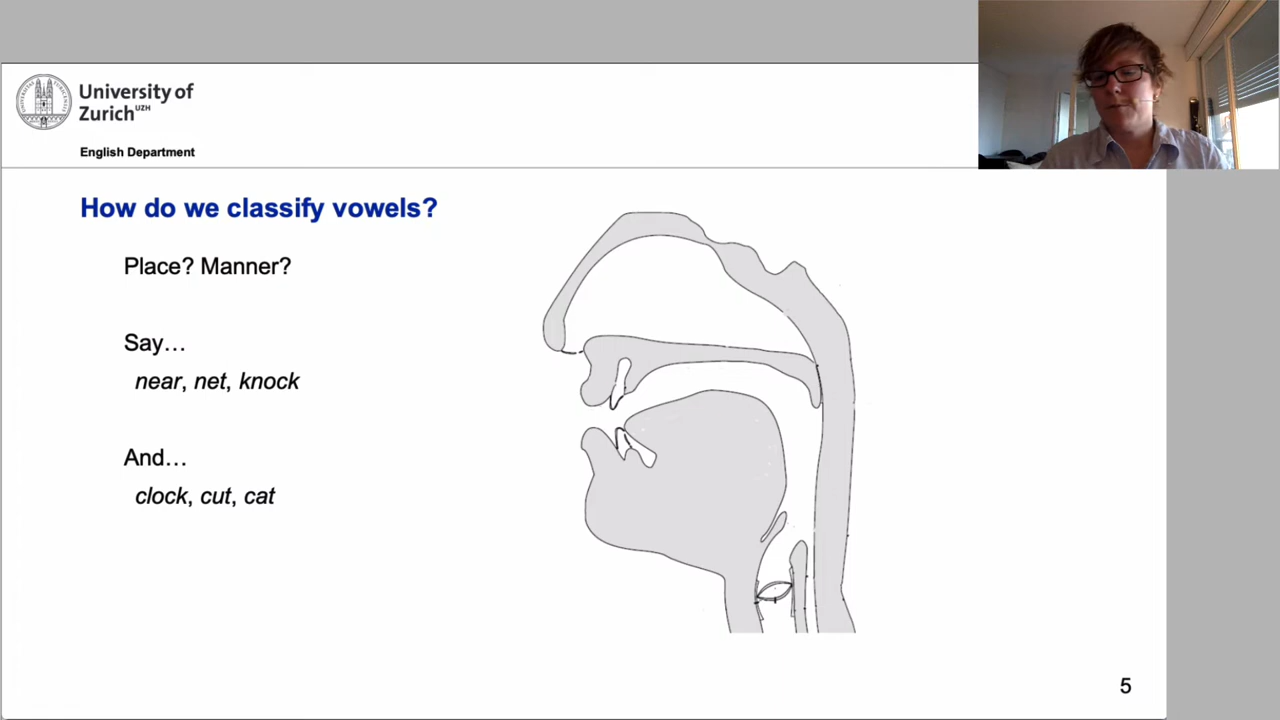 University of
Zurich UZH
English Department
How do we classify vowels?
Place? Manner?
Say…
near, net, knock
And…
clock, cut, cat
5